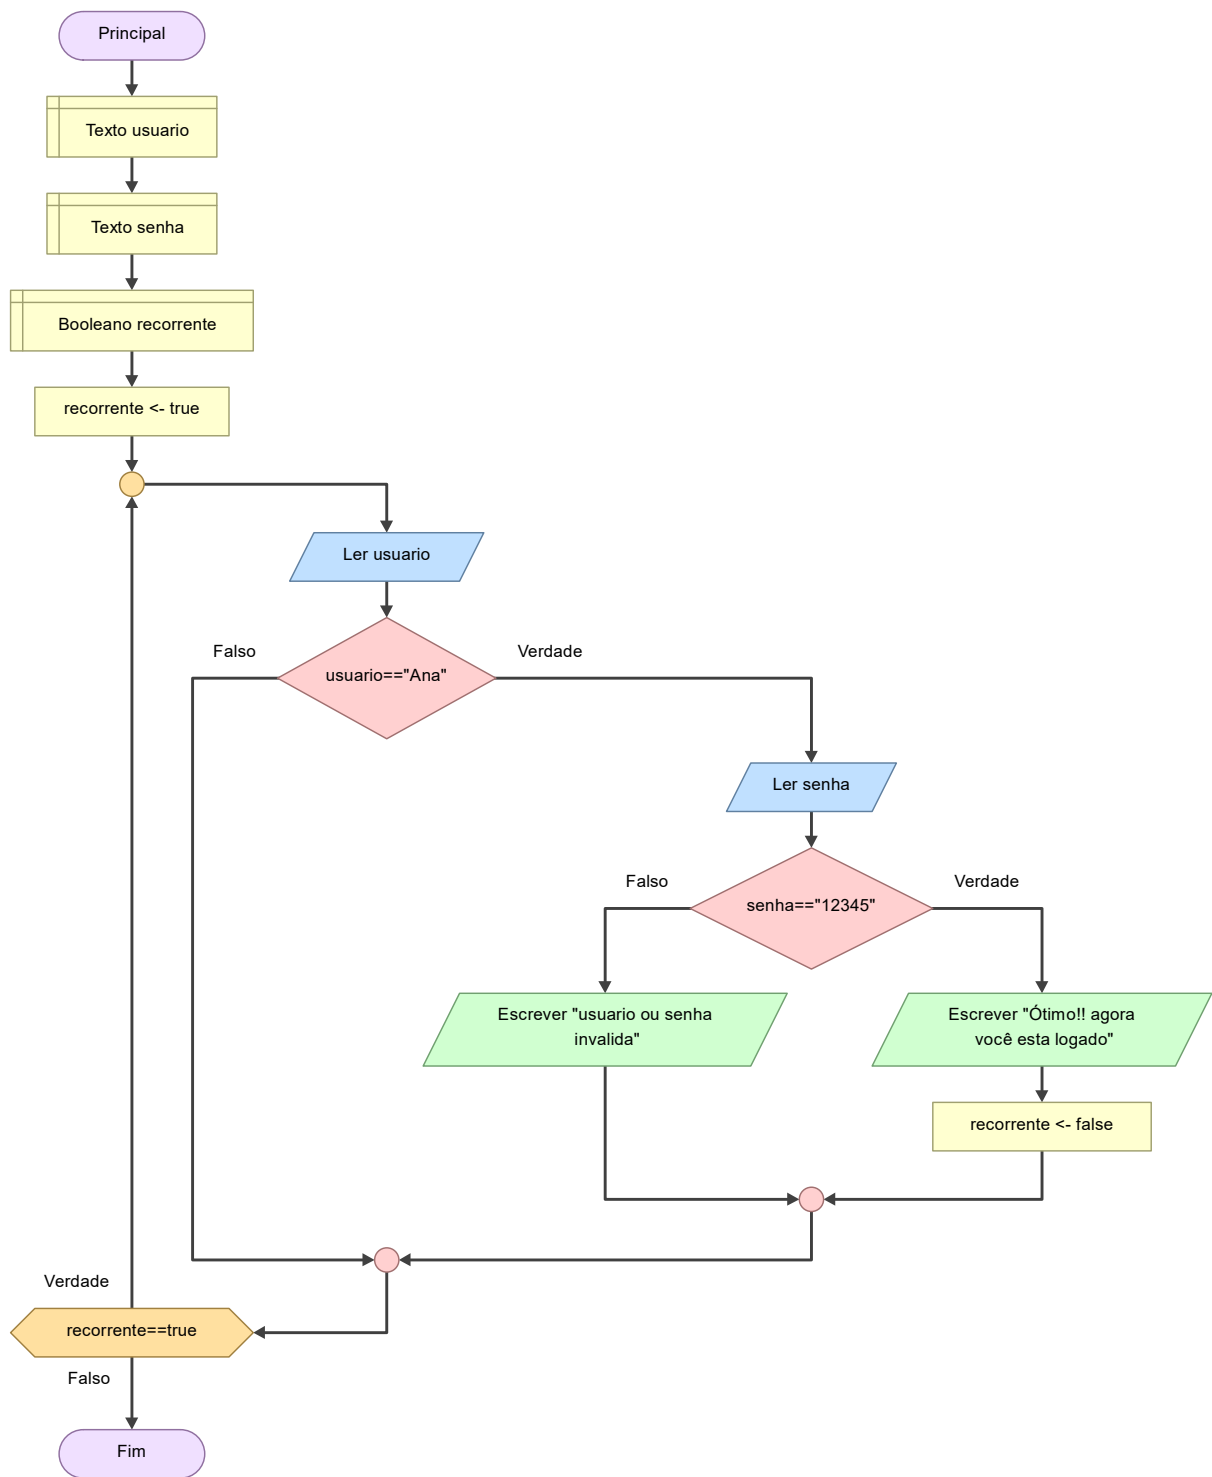 Principal
Texto usuario
Texto senha
Booleano recorrente
recorrente <- true
Ler usuario
Falso
Verdade
usuario=="Ana"
Ler senha
Falso
Verdade
senha=="12345"
Escrever "usuario ou senha
invalida"
Escrever "Ótimo!! agora
você esta logado"
recorrente <- false
Verdade
recorrente==true
Falso
Fim